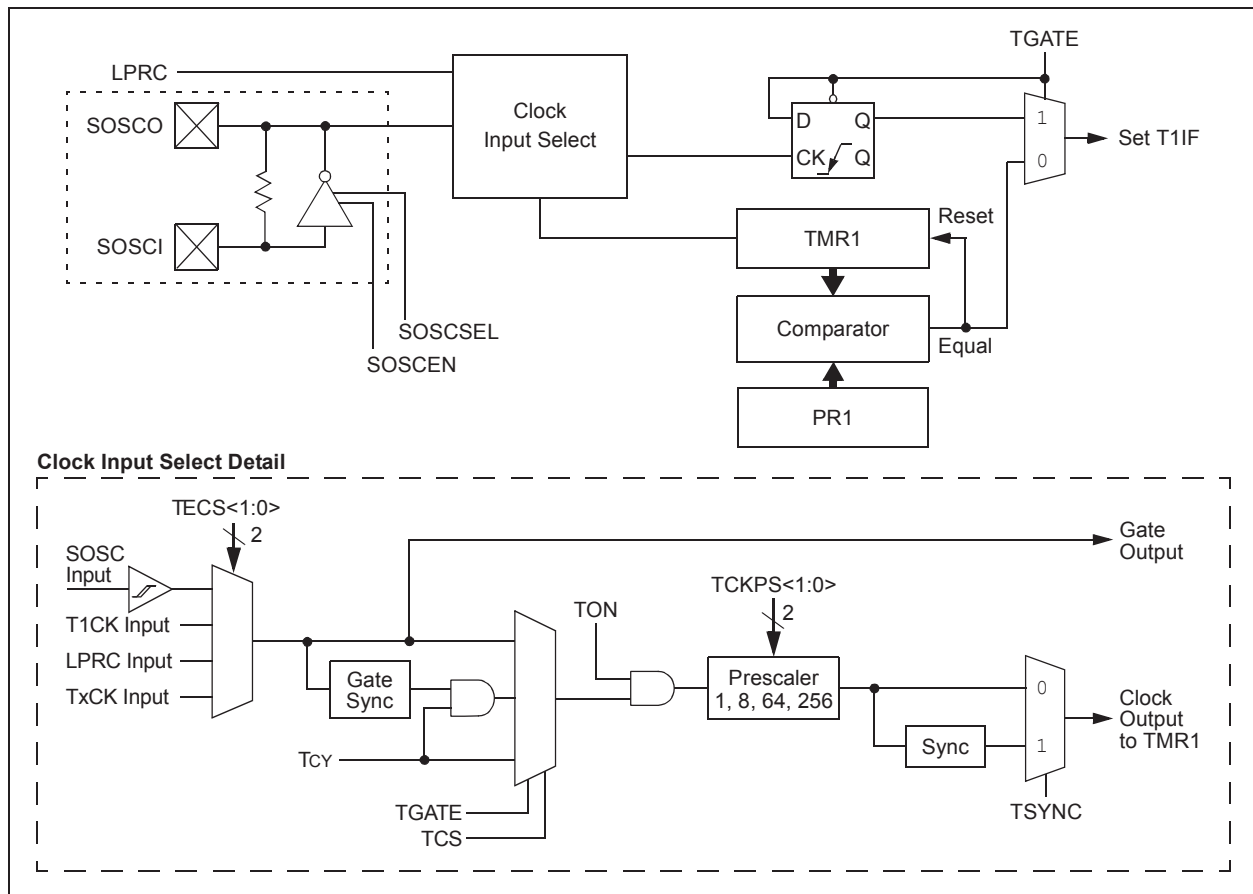 TGATE
LPRC
SOSCO
Clock
Input Select
D Q
CK Q
1
0
Set T1IF
SOSCI
TMR1
Reset
Comparator
Equal
SOSCSEL
SOSCEN
PR1
Clock Input Select Detail
TECS<1:0>
2
SOSC
Input
T1CK Input
LPRC Input
TxCK Input
Gate
Output
TCKPS<1:0>
2
TON
Gate
Sync
Prescaler
1, 8, 64, 256
0
1
Clock
Output
to TMR1
Sync
TCY
TGATE
TCS
TSYNC